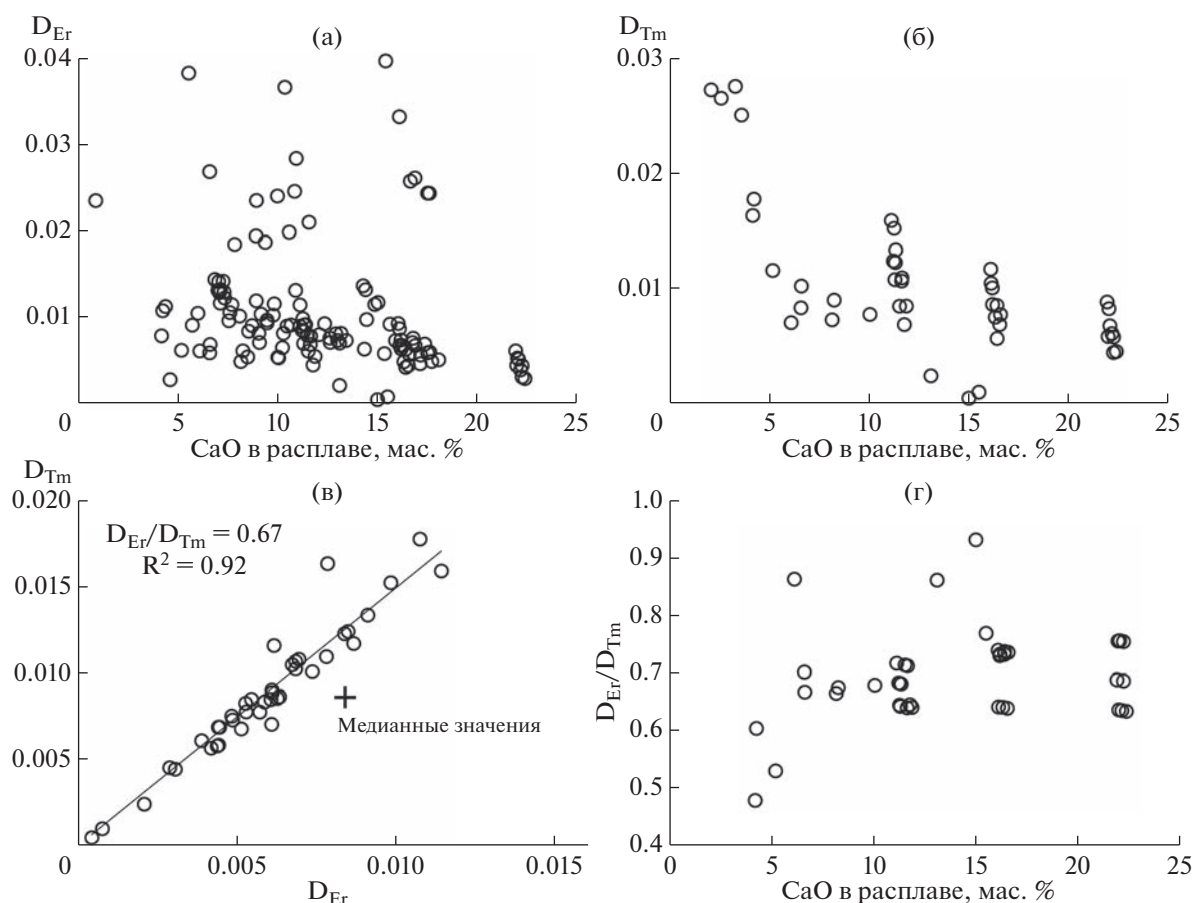 D_Er
(а)
0.04
0.03
0.02
0.01
0
5
10
15
20
25
CaO в расплаве, мас. %
D_Tm
(б)
0.03
0.02
0.01
0
5
10
15
20
25
CaO в расплаве, мас. %
D_Tm
(в)
0.020
D_Er/D_Tm = 0.67
R² = 0.92
0.015
0.010
0.005
Медианные значения
0
0.005
0.010
0.015
D_Er
(г)
1.0
0.9
0.8
0.7
0.6
0.5
0.4
D_Er/D_Tm
0
5
10
15
20
25
CaO в расплаве, мас. %